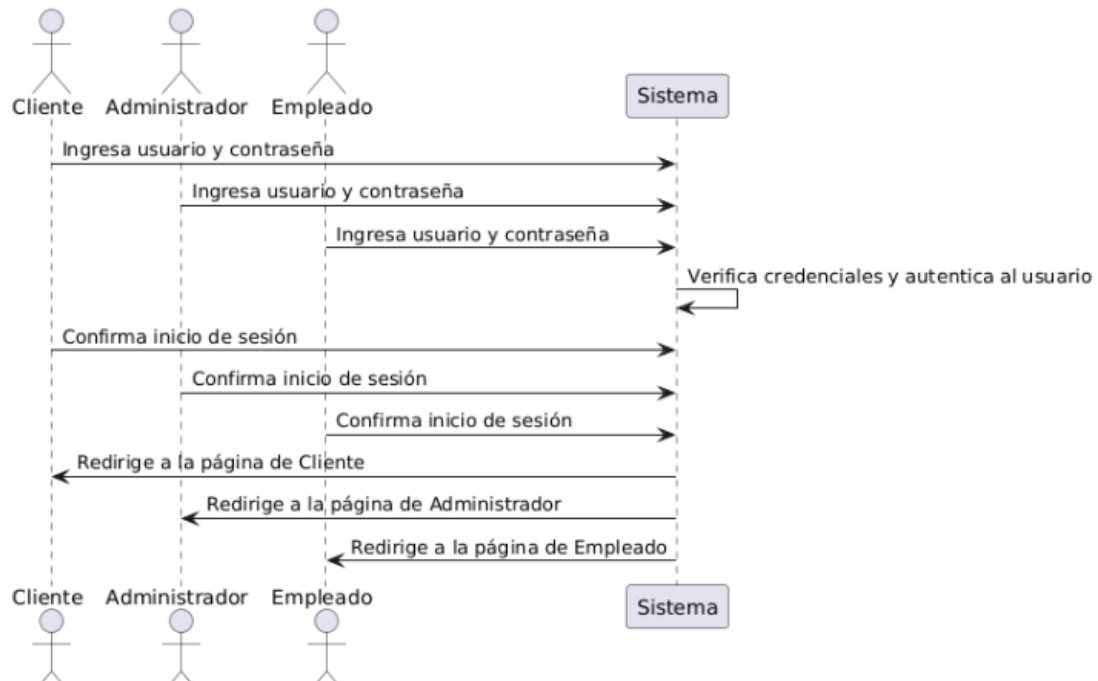 Cliente Administrador Empleado Sistema
Ingresa usuario y contraseña
Ingresa usuario y contraseña
Ingresa usuario y contraseña
Verifica credenciales y autentica al usuario
Confirma inicio de sesión
Confirma inicio de sesión
Confirma inicio de sesión
Redirige a la página de Cliente
Redirige a la página de Administrador
Redirige a la página de Empleado
Cliente Administrador Empleado Sistema